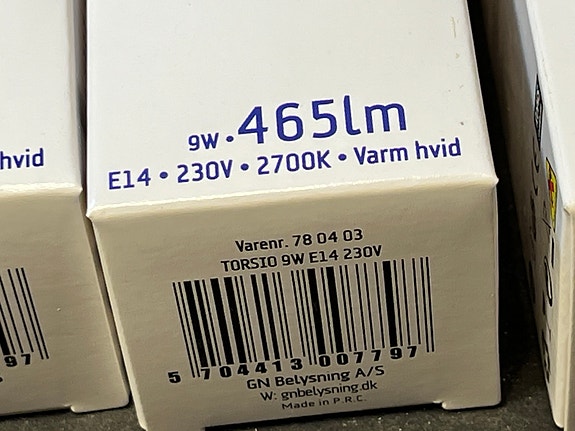 9W • 465lm
E14 • 230V • 2700K • Varm hvid
Varenr. 78 04 03
TORSIO 9W E14 230V
5 704413 007797
GN Belysning A/S
W: gnbelysning.dk
Made in P.R.C.
hvid
97